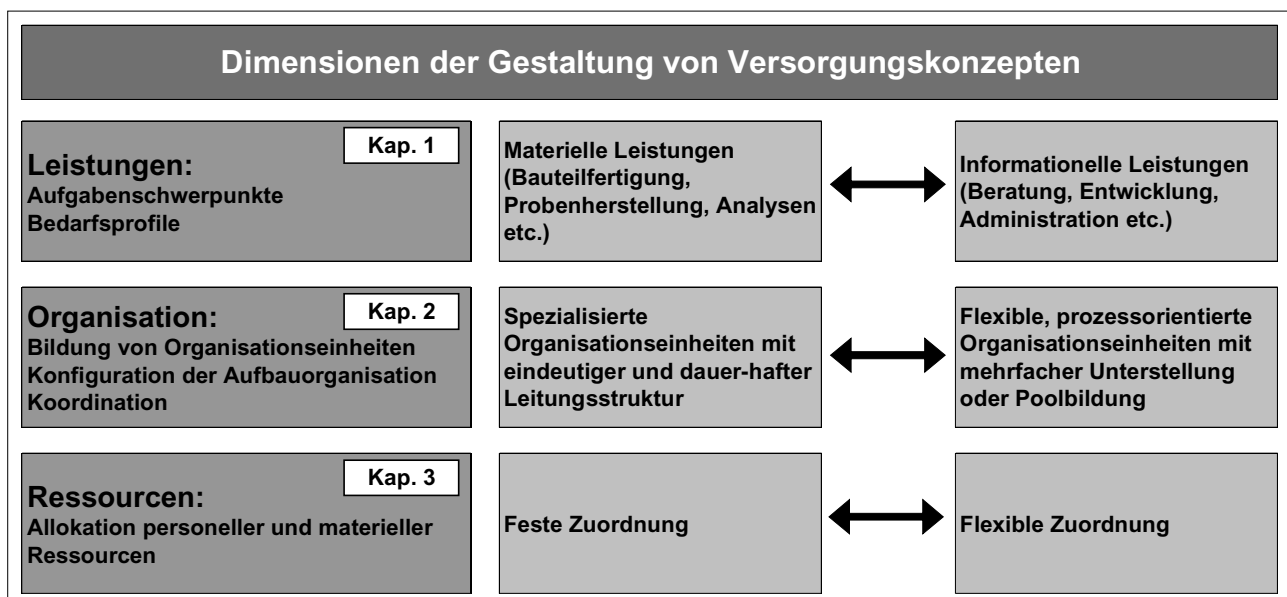 Dimensionen der Gestaltung von Versorgungskonzepten
Kap. 1
Leistungen:
Aufgabenschwerpunkte
Bedarfsprofile
Materielle Leistungen
(Bauteilfertigung,
Probenherstellung, Analysen
etc.)
Informationelle Leistungen
(Beratung, Entwicklung,
Administration etc.)
Kap. 2
Organisation:
Bildung von Organisationseinheiten
Konfiguration der Aufbauorganisation
Koordination
Spezialisierte
Organisationseinheiten mit
eindeutiger und dauer-hafter
Leitungsstruktur
Flexible, prozessorientierte
Organisationseinheiten mit
mehrfacher Unterstellung
oder Poolbildung
Kap. 3
Ressourcen:
Allokation personeller und materieller
Ressourcen
Feste Zuordnung
Flexible Zuordnung